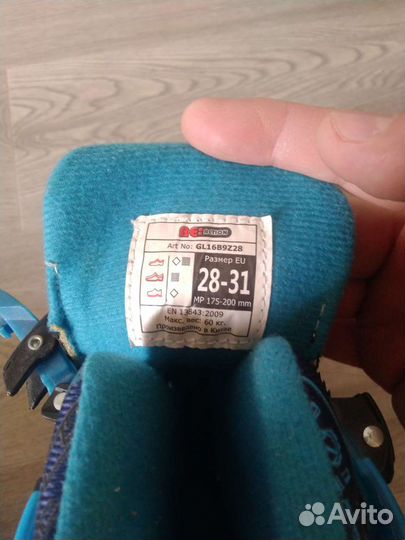 ACTION
Art No: GL16B9Z28
Размер EU
28-31
MP 175-200 mm
EN 13843:2009
Макс. вес: 60 кг.
Произведено в Китае
Avito